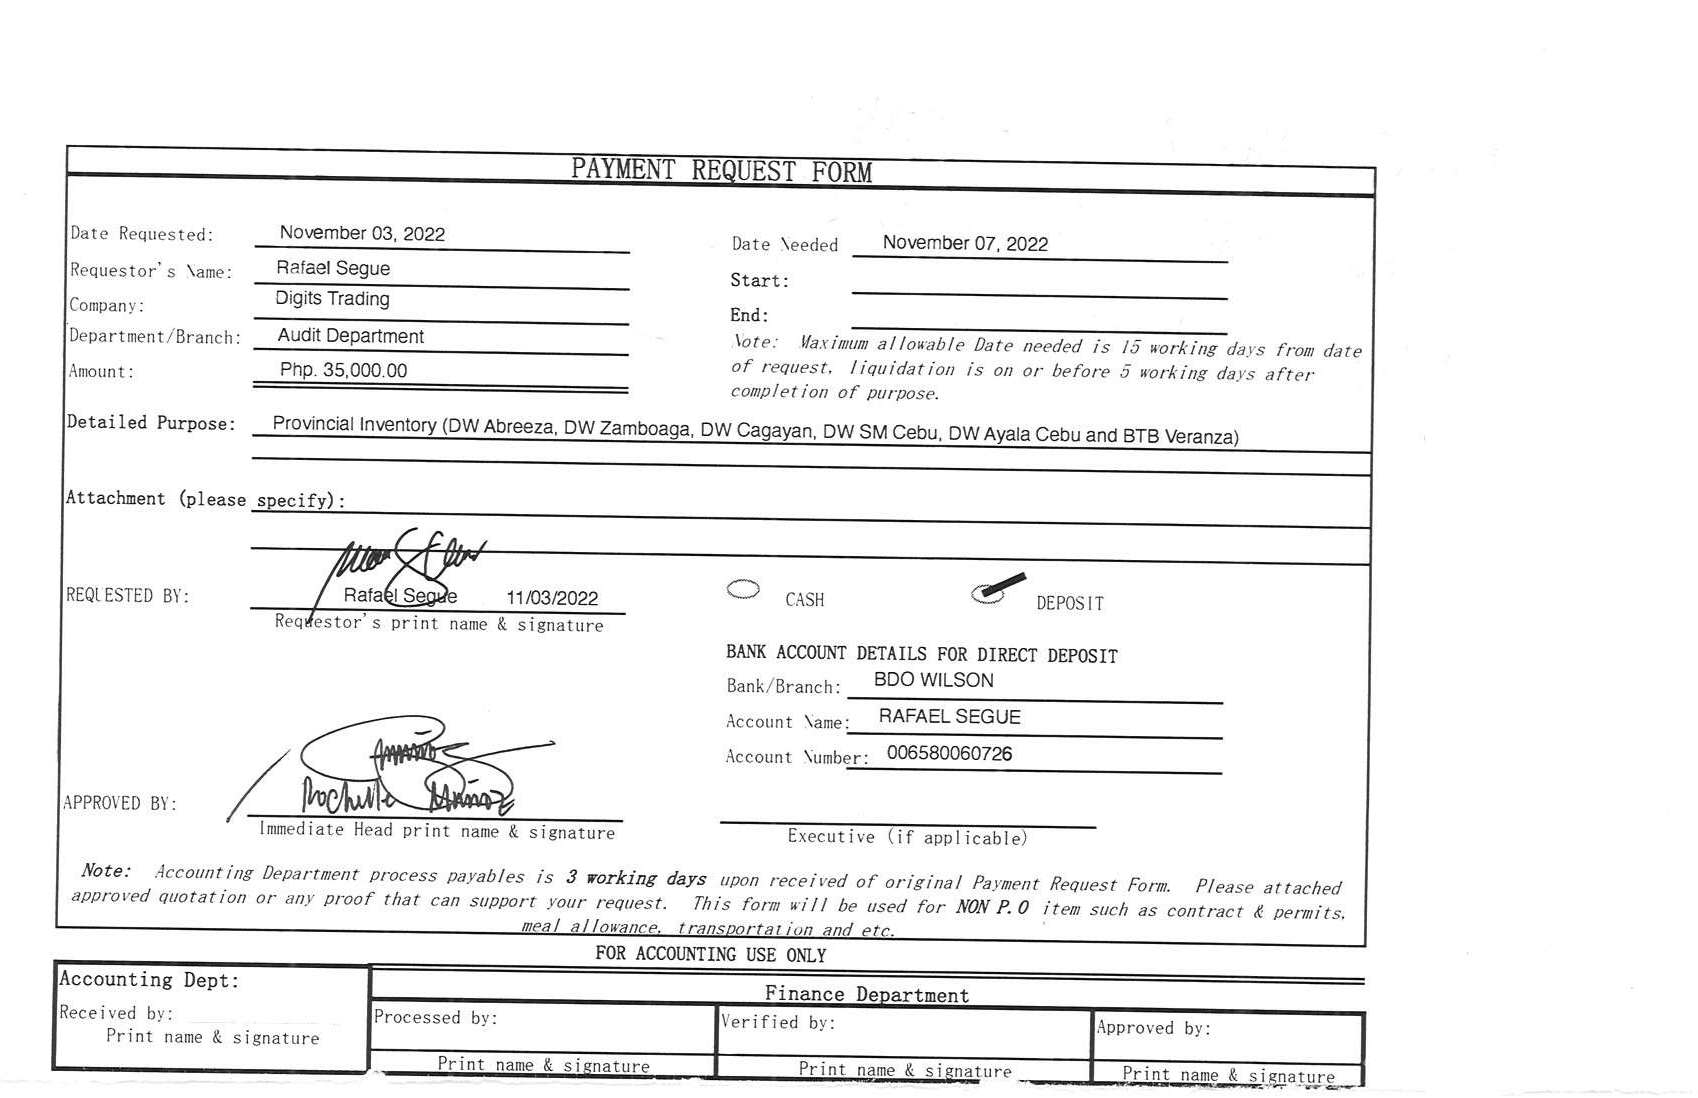 PAYMENT REQUEST FORM
Date Requested: November 03, 2022
Date Needed November 07, 2022
Requestor's Name: Rafael Segue
Start:
Company: Digits Trading
End:
Department/Branch: Audit Department
Note: Maximum allowable Date needed is 15 working days from date
of request, liquidation is on or before 5 working days after
completion of purpose.
Amount: Php. 35,000.00
Detailed Purpose: Provincial Inventory (DW Abreeza, DW Zamboaga, DW Cagayan, DW SM Cebu, DW Ayala Cebu and BTB Veranza)
Attachment (please specify):
REQUESTED BY: Rafael Segue 11/03/2022
Requestor's print name & signature
CASH
DEPOSIT
BANK ACCOUNT DETAILS FOR DIRECT DEPOSIT
Bank/Branch: BDO WILSON
Account Name: RAFAEL SEGUE
Account Number: 006580060726
APPROVED BY: Rochelle Muñoz
Immediate Head print name & signature
Executive (if applicable)
Note: Accounting Department process payables is 3 working days upon received of original Payment Request Form. Please attached
approved quotation or any proof that can support your request. This form will be used for NON P.O item such as contract & permits,
meal allowance, transportation and etc.
FOR ACCOUNTING USE ONLY
Accounting Dept:
Received by:
Print name & signature
Finance Department
Processed by:
Print name & signature
Verified by:
Print name & signature
Approved by:
Print name & signature